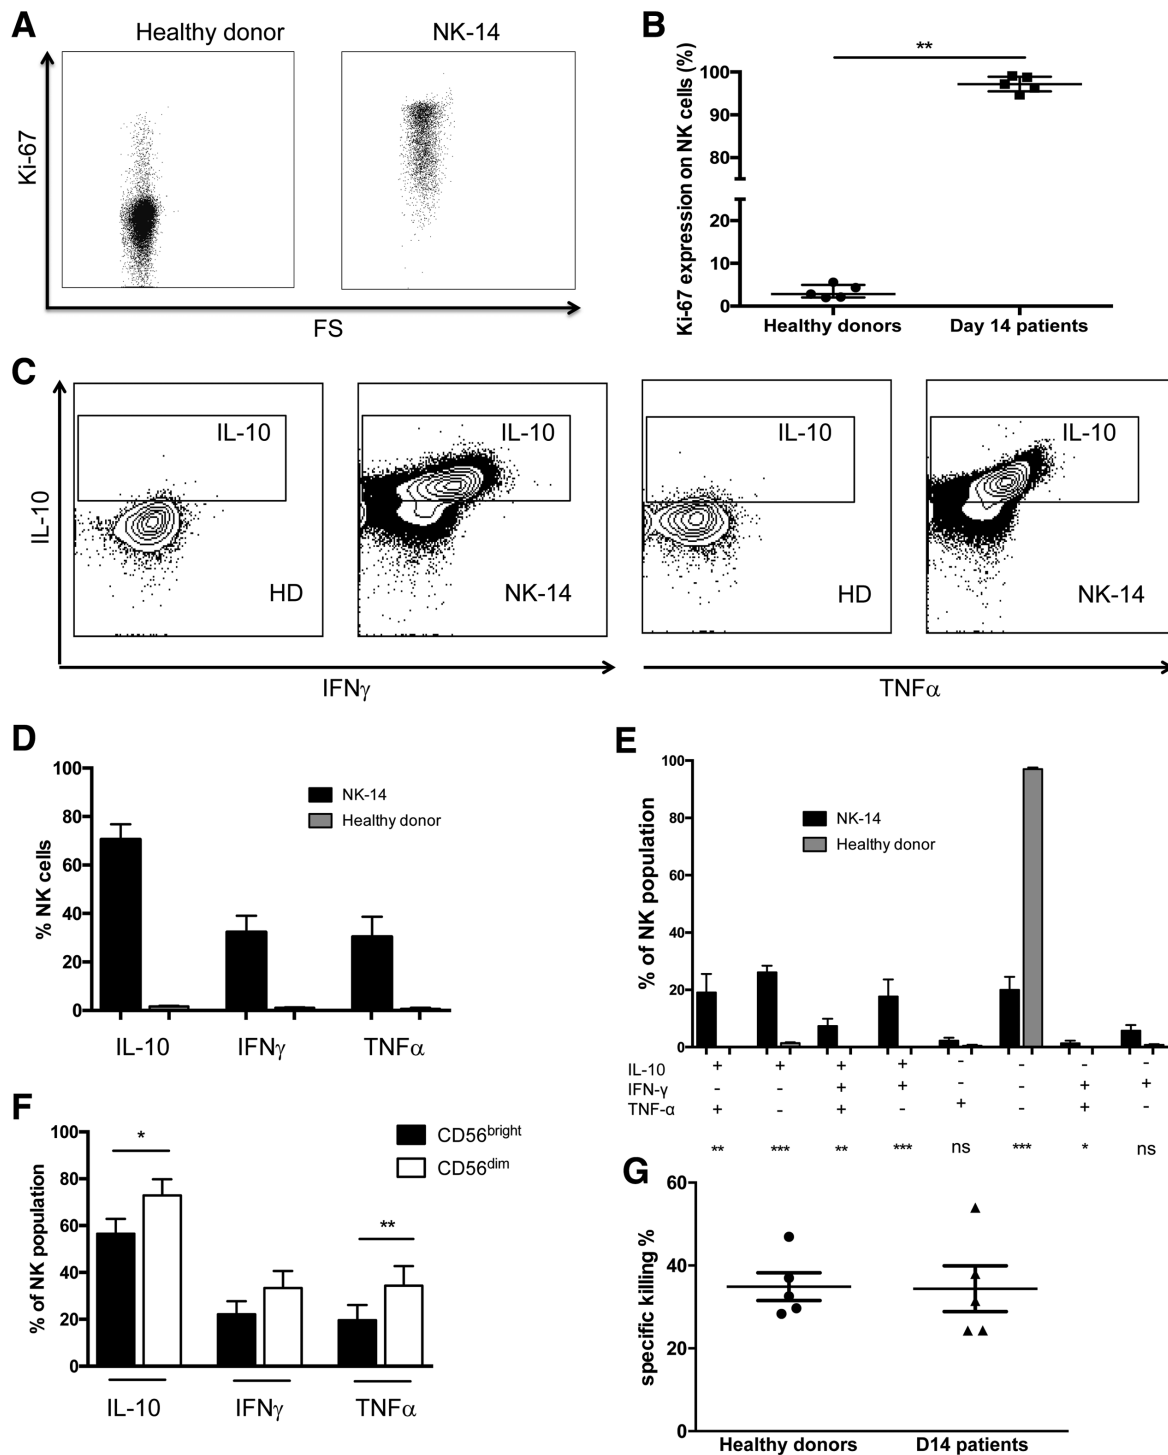 A
Healthy donor
NK-14
Ki-67
FS
B
**
Ki-67 expression on NK cells (%)
100
90
80
20
10
0
Healthy donors
Day 14 patients
C
IL-10
IL-10
IL-10
IL-10
IL-10
HD
NK-14
HD
NK-14
IFNγ
TNFα
D
% NK cells
100
80
60
40
20
0
NK-14
Healthy donor
IL-10
IFNγ
TNFα
E
% of NK population
100
80
60
40
20
0
NK-14
Healthy donor
IL-10 + + + + - - - -
IFN-γ - - + + - - + +
TNF-α + - + - + - + -
** *** ** *** ns *** * ns
F
% of NK population
100
80
60
40
20
0
*
**
CD56bright
CD56dim
IL-10
IFNγ
TNFα
G
specific killing %
60
40
20
0
Healthy donors
D14 patients